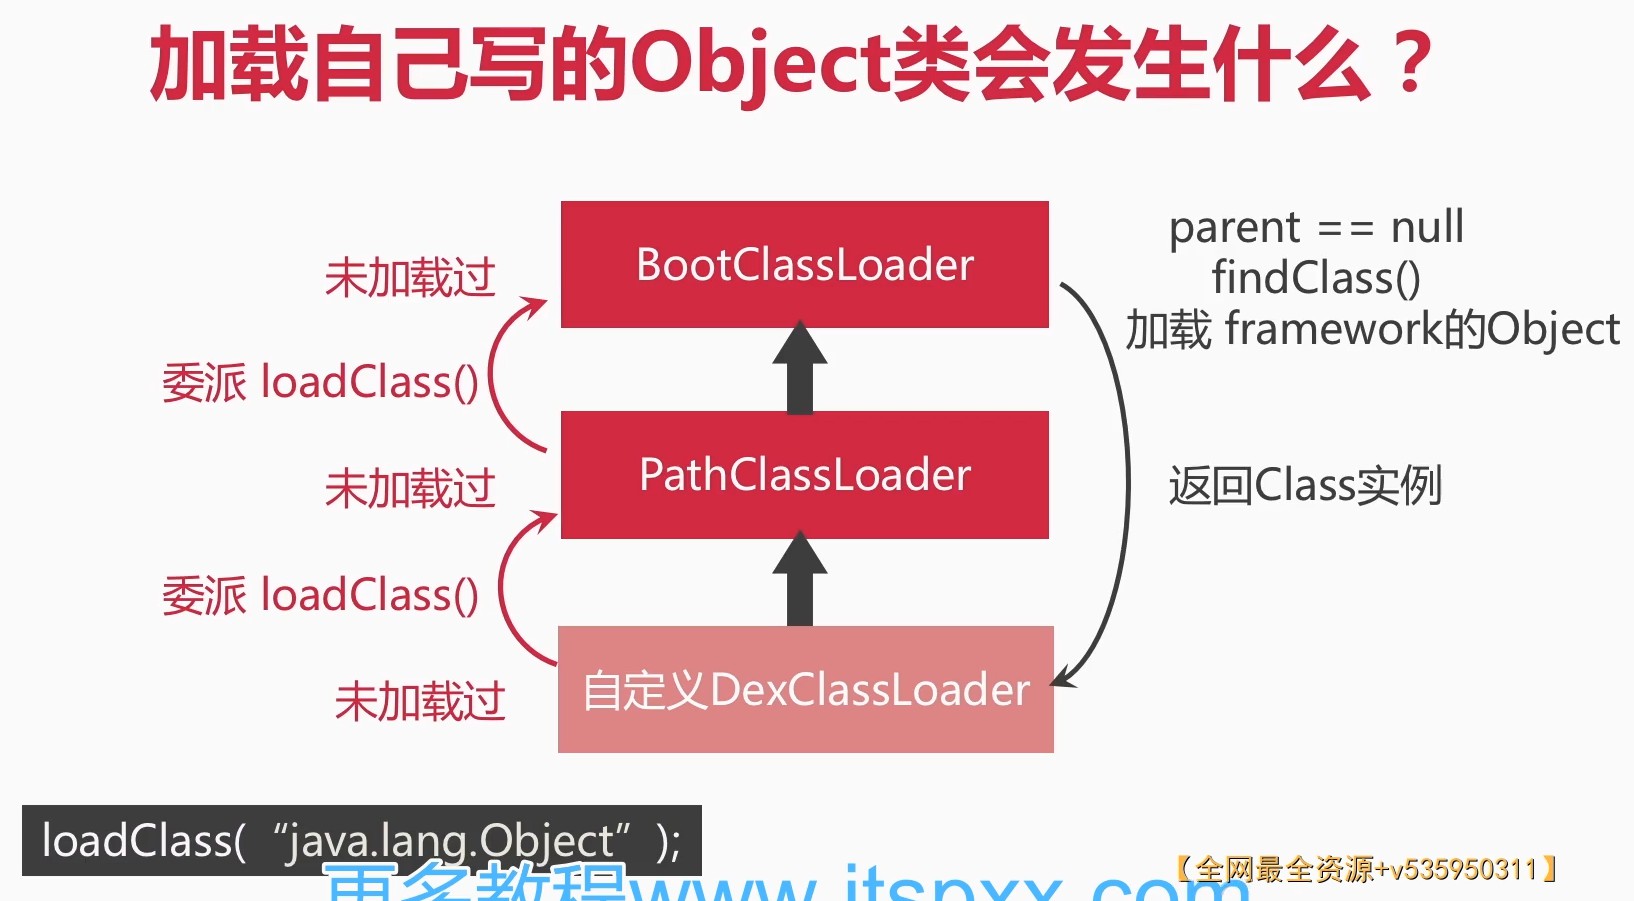 加载自己写的Object类会发生什么？
BootClassLoader
parent == null
findClass()
加载 framework的Object
未加载过
委派 loadClass()
PathClassLoader
未加载过
返回Class实例
委派 loadClass()
自定义DexClassLoader
未加载过
loadClass( “java.lang.Object” );
更多教程www.itspxx.com
【全网最全资源+v535950311】